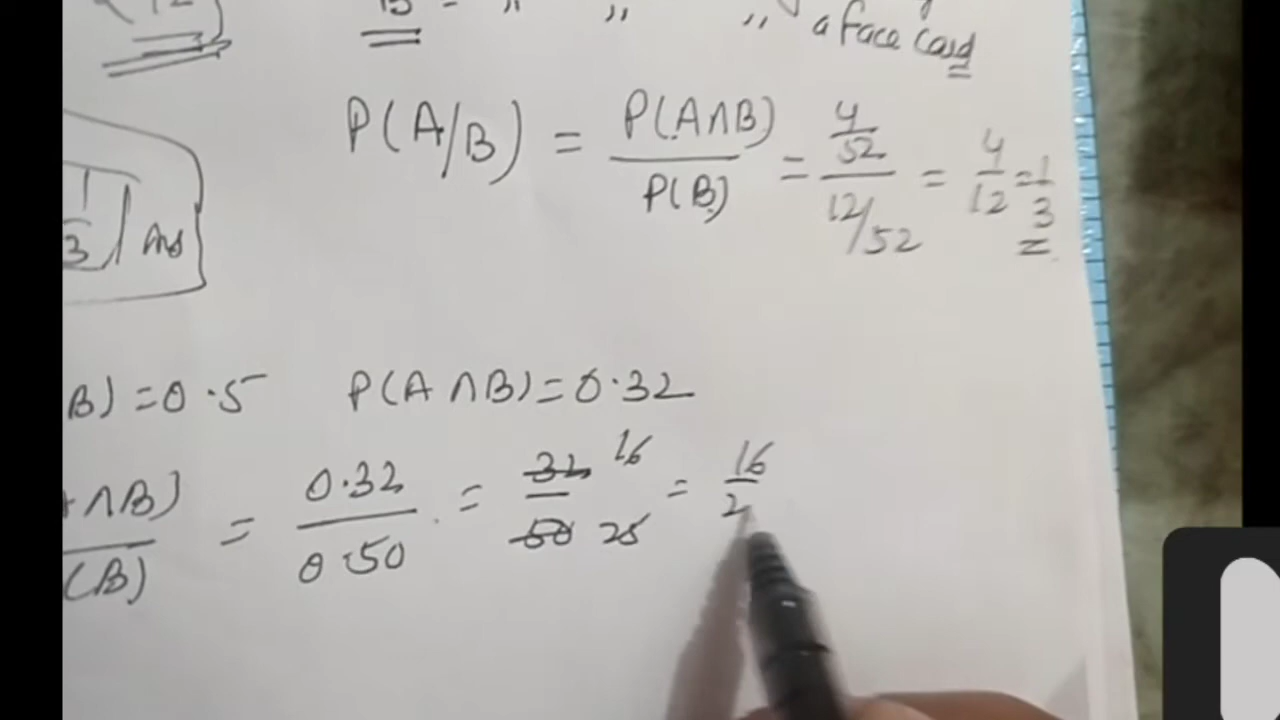 12 B - " " " a face card
P(A/B) = P(A∩B)/P(B) = (4/52)/(12/52) = 4/12 = 1/3
3 Ans
B) = 0.5 P(A∩B) = 0.32
∩B)/(B) = 0.32/0.50 = 32/50 16/25 = 16/2